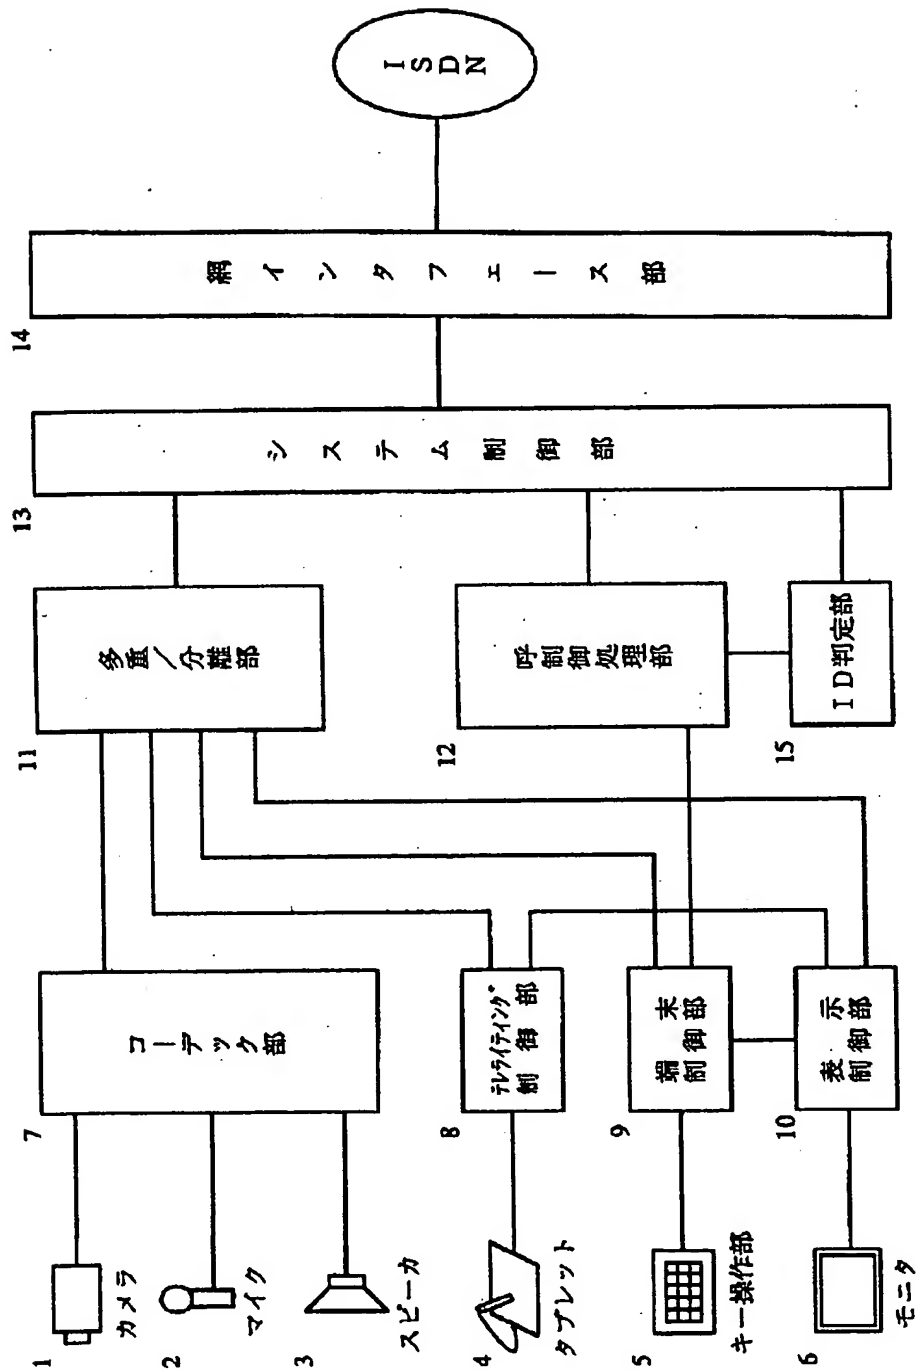 1
カメラ
2
マイク
3
スピーカ
4
タブレット
5
キー操作部
6
モニタ
7
コーデック部
8
テレライティング
制御部
9
端末
制御部
10
表示
制御部
11
多重/分離部
12
呼制御処理部
15
ID判定部
13
システム制御部
14
網インタフェース部
ISDN